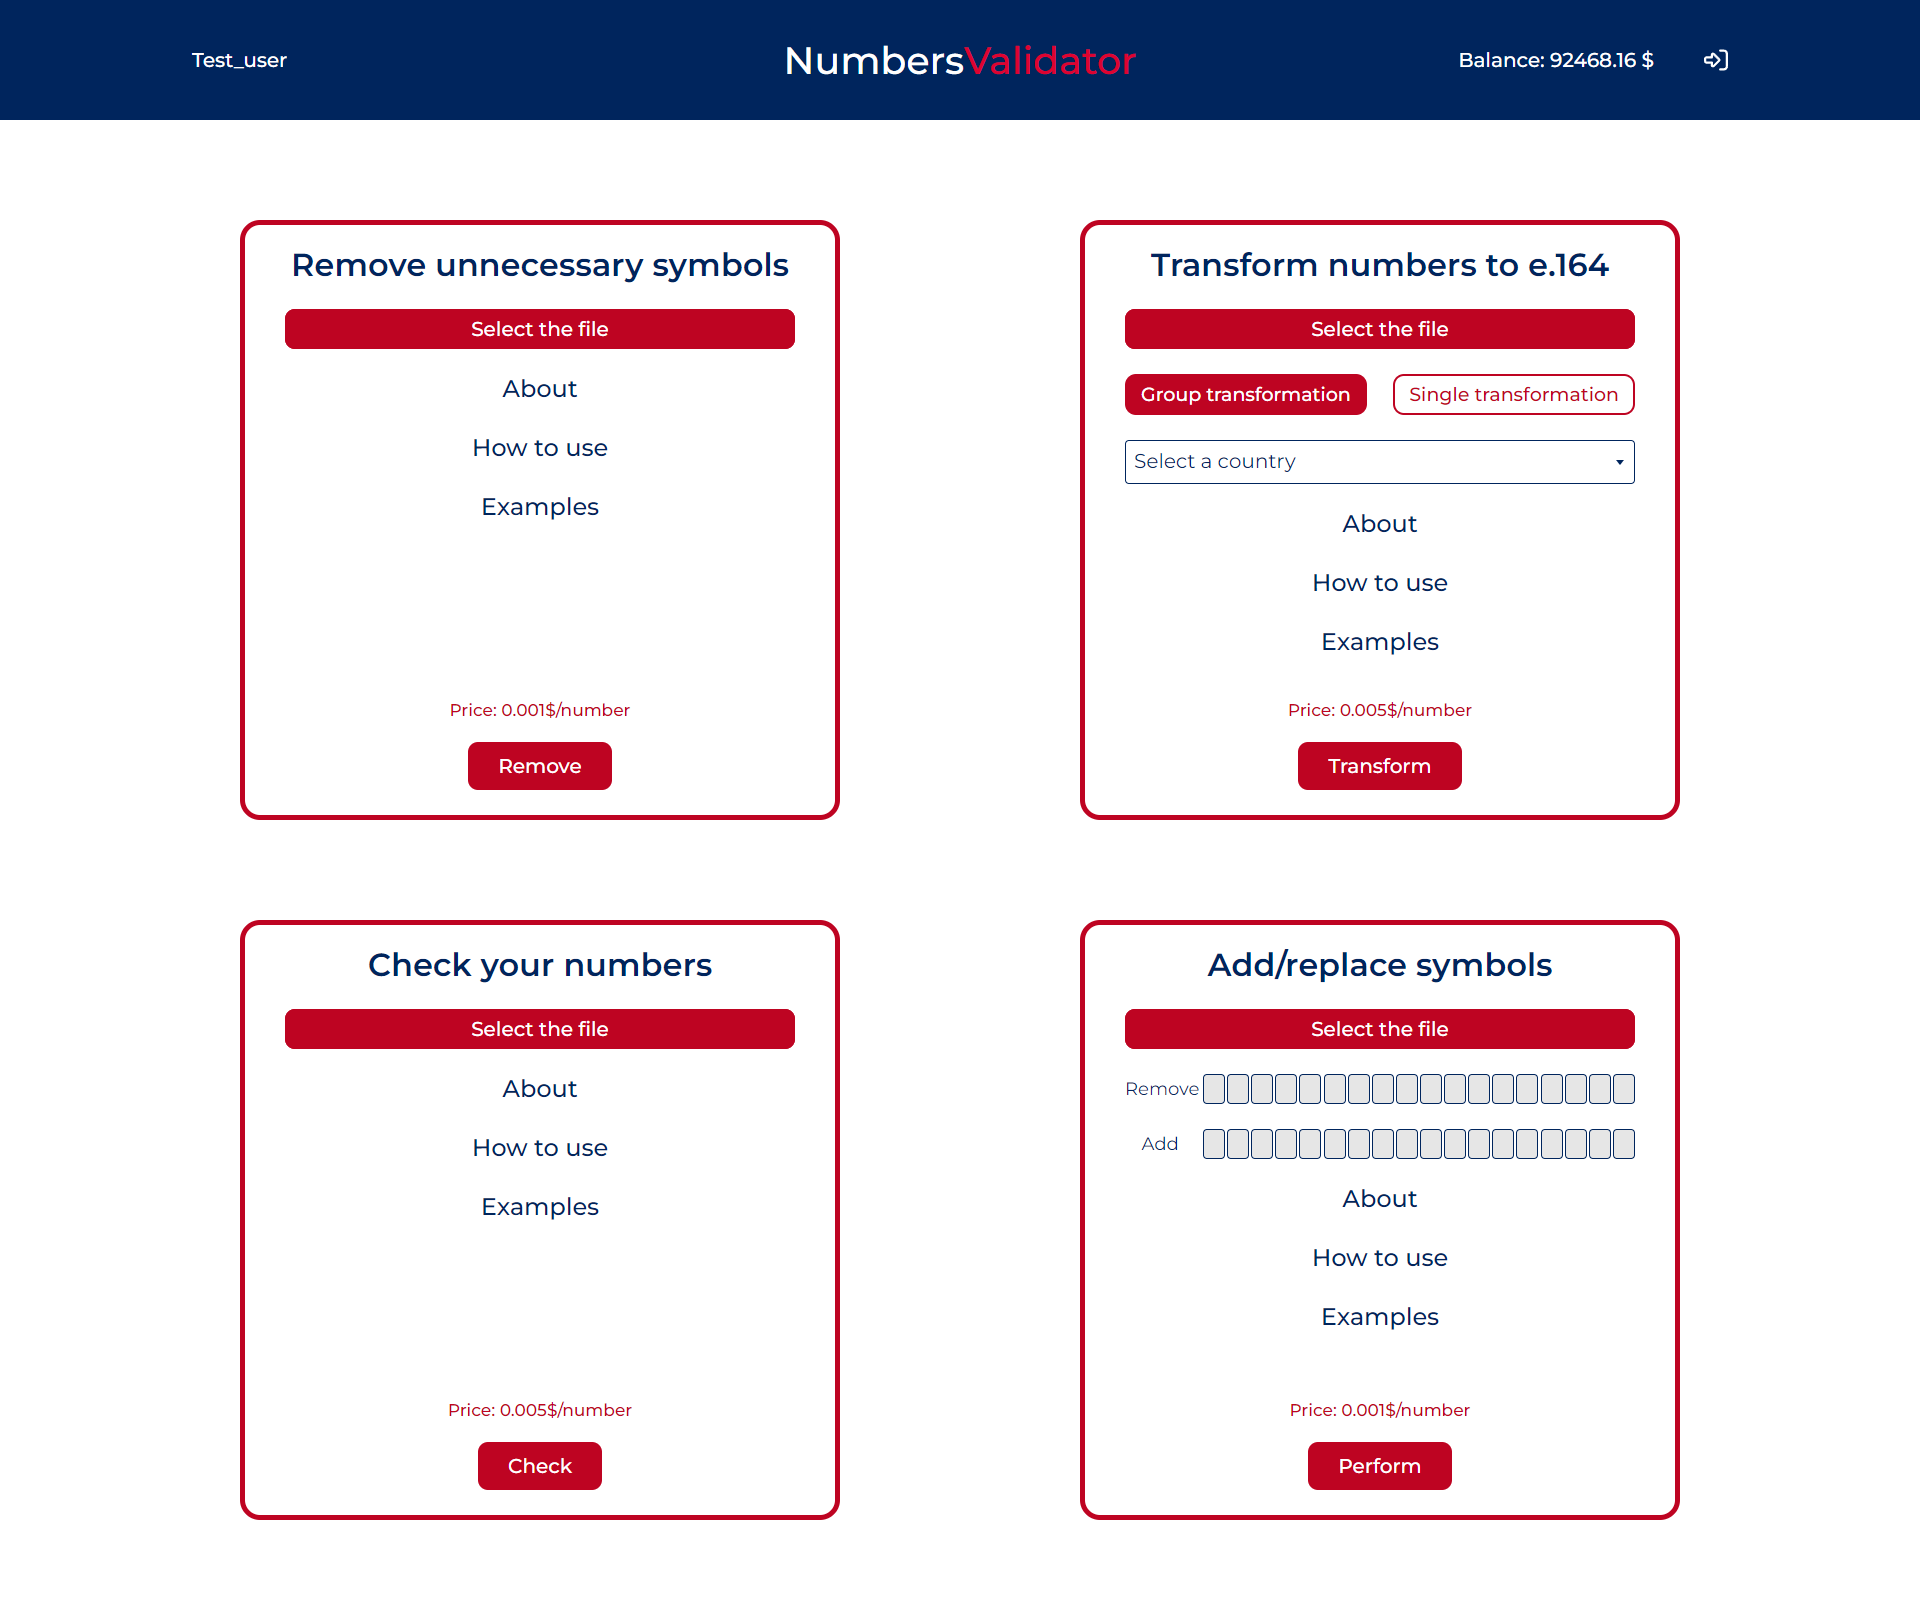 Test_user
NumbersValidator
Balance: 92468.16 $
Remove unnecessary symbols
Select the file
About
How to use
Examples
Price: 0.001$/number
Remove
Transform numbers to e.164
Select the file
Group transformation
Single transformation
Select a country
About
How to use
Examples
Price: 0.005$/number
Transform
Check your numbers
Select the file
About
How to use
Examples
Price: 0.005$/number
Check
Add/replace symbols
Select the file
Remove
Add
About
How to use
Examples
Price: 0.001$/number
Perform